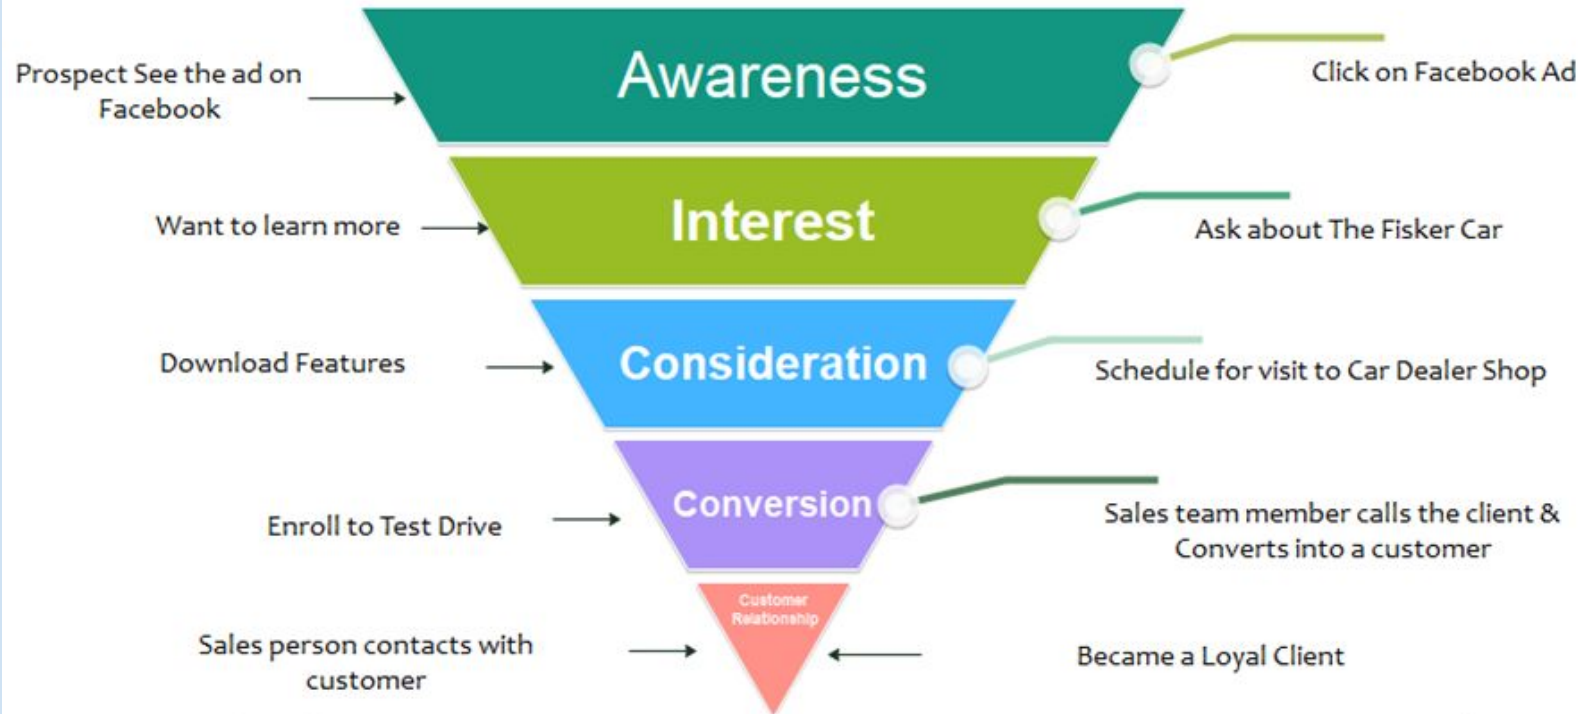 Awareness
Prospect See the ad on
Facebook
Click on Facebook Ad
Interest
Want to learn more
Ask about The Fisker Car
Consideration
Download Features
Schedule for visit to Car Dealer Shop
Conversion
Enroll to Test Drive
Sales team member calls the client &
Converts into a customer
Customer
Relationship
Sales person contacts with
customer
Became a Loyal Client